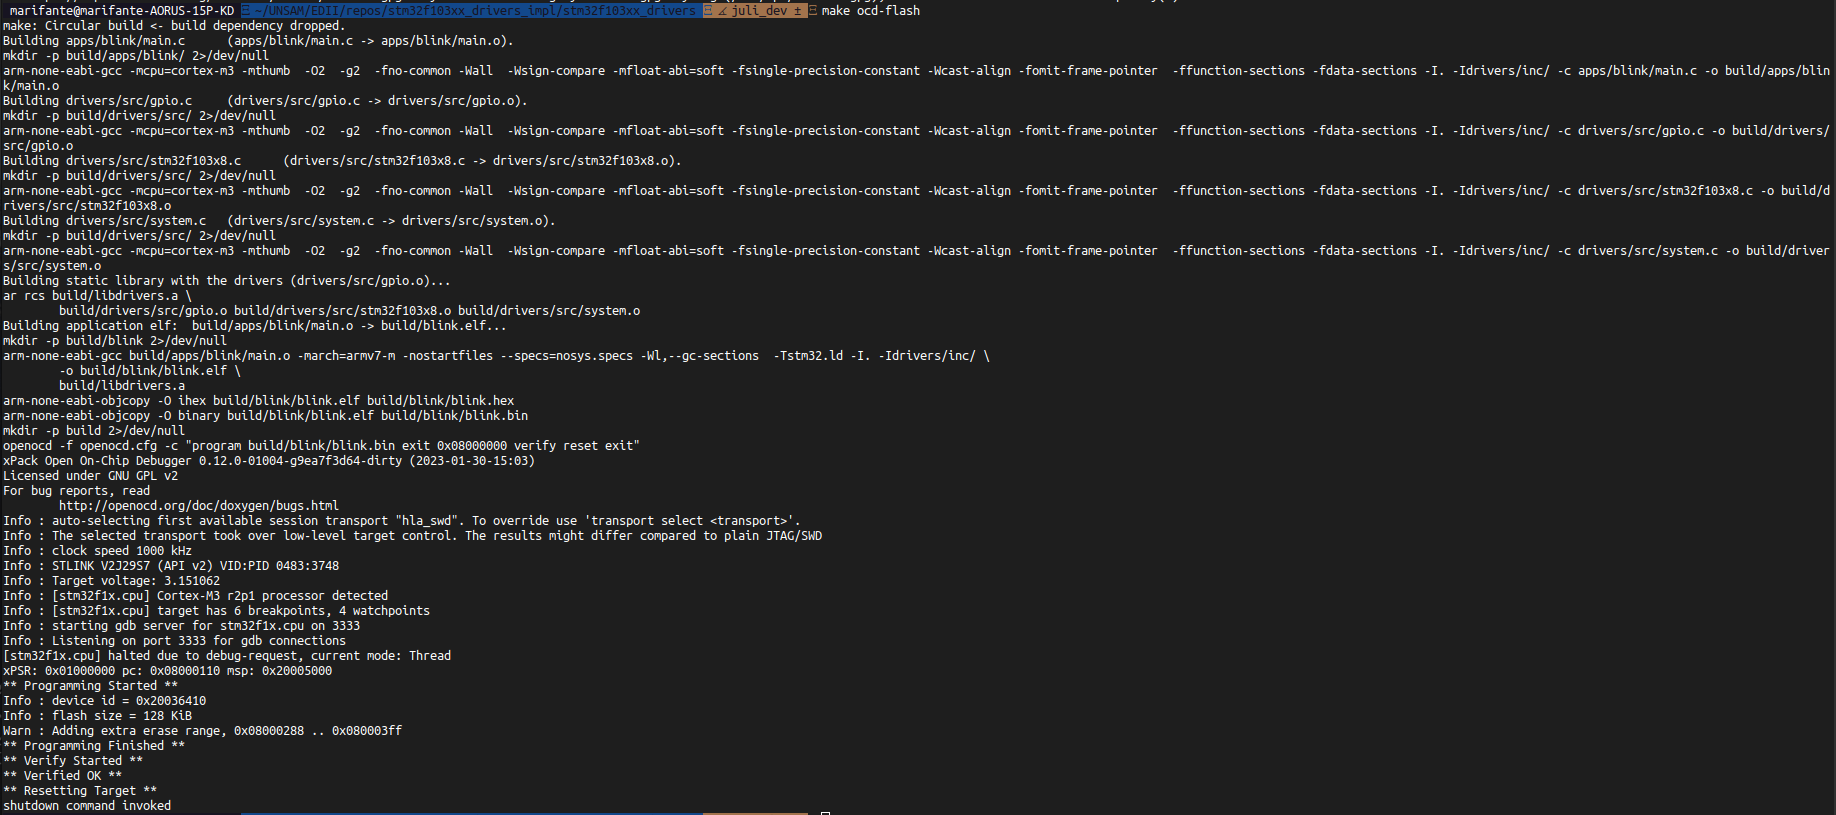 marifante@marifante-AORUS-15P-KD ~/UNSAM/EDII/repos/stm32f103xx_drivers_impl/stm32f103xx_drivers juli_dev ± make ocd-flash
make: Circular build <- build dependency dropped.
Building apps/blink/main.c (apps/blink/main.c -> apps/blink/main.o).
mkdir -p build/apps/blink/ 2>/dev/null
arm-none-eabi-gcc -mcpu=cortex-m3 -mthumb -O2 -g2 -fno-common -Wall -Wsign-compare -mfloat-abi=soft -fsingle-precision-constant -Wcast-align -fomit-frame-pointer -ffunction-sections -fdata-sections -I. -Idrivers/inc/ -c apps/blink/main.c -o build/apps/blin
k/main.o
Building drivers/src/gpio.c (drivers/src/gpio.c -> drivers/src/gpio.o).
mkdir -p build/drivers/src/ 2>/dev/null
arm-none-eabi-gcc -mcpu=cortex-m3 -mthumb -O2 -g2 -fno-common -Wall -Wsign-compare -mfloat-abi=soft -fsingle-precision-constant -Wcast-align -fomit-frame-pointer -ffunction-sections -fdata-sections -I. -Idrivers/inc/ -c drivers/src/gpio.c -o build/drivers/
src/gpio.o
Building drivers/src/stm32f103x8.c (drivers/src/stm32f103x8.c -> drivers/src/stm32f103x8.o).
mkdir -p build/drivers/src/ 2>/dev/null
arm-none-eabi-gcc -mcpu=cortex-m3 -mthumb -O2 -g2 -fno-common -Wall -Wsign-compare -mfloat-abi=soft -fsingle-precision-constant -Wcast-align -fomit-frame-pointer -ffunction-sections -fdata-sections -I. -Idrivers/inc/ -c drivers/src/stm32f103x8.c -o build/d
rivers/src/stm32f103x8.o
Building drivers/src/system.c (drivers/src/system.c -> drivers/src/system.o).
mkdir -p build/drivers/src/ 2>/dev/null
arm-none-eabi-gcc -mcpu=cortex-m3 -mthumb -O2 -g2 -fno-common -Wall -Wsign-compare -mfloat-abi=soft -fsingle-precision-constant -Wcast-align -fomit-frame-pointer -ffunction-sections -fdata-sections -I. -Idrivers/inc/ -c drivers/src/system.c -o build/driver
s/src/system.o
Building static library with the drivers (drivers/src/gpio.o)...
ar rcs build/libdrivers.a \
build/drivers/src/gpio.o build/drivers/src/stm32f103x8.o build/drivers/src/system.o
Building application elf: build/apps/blink/main.o -> build/blink.elf...
mkdir -p build/blink 2>/dev/null
arm-none-eabi-gcc build/apps/blink/main.o -march=armv7-m -nostartfiles --specs=nosys.specs -Wl,--gc-sections -Tstm32.ld -I. -Idrivers/inc/ \
-o build/blink/blink.elf \
build/libdrivers.a
arm-none-eabi-objcopy -O ihex build/blink/blink.elf build/blink/blink.hex
arm-none-eabi-objcopy -O binary build/blink/blink.elf build/blink/blink.bin
mkdir -p build 2>/dev/null
openocd -f openocd.cfg -c "program build/blink/blink.bin exit 0x08000000 verify reset exit"
xPack Open On-Chip Debugger 0.12.0-01004-g9ea7f3d64-dirty (2023-01-30-15:03)
Licensed under GNU GPL v2
For bug reports, read
http://openocd.org/doc/doxygen/bugs.html
Info : auto-selecting first available session transport "hla_swd". To override use 'transport select <transport>'.
Info : The selected transport took over low-level target control. The results might differ compared to plain JTAG/SWD
Info : clock speed 1000 kHz
Info : STLINK V2J29S7 (API v2) VID:PID 0483:3748
Info : Target voltage: 3.151062
Info : [stm32f1x.cpu] Cortex-M3 r2p1 processor detected
Info : [stm32f1x.cpu] target has 6 breakpoints, 4 watchpoints
Info : starting gdb server for stm32f1x.cpu on 3333
Info : Listening on port 3333 for gdb connections
[stm32f1x.cpu] halted due to debug-request, current mode: Thread
xPSR: 0x01000000 pc: 0x08000110 msp: 0x20005000
** Programming Started **
Info : device id = 0x20036410
Info : flash size = 128 KiB
Warn : Adding extra erase range, 0x08000288 .. 0x080003ff
** Programming Finished **
** Verify Started **
** Verified OK **
** Resetting Target **
shutdown command invoked